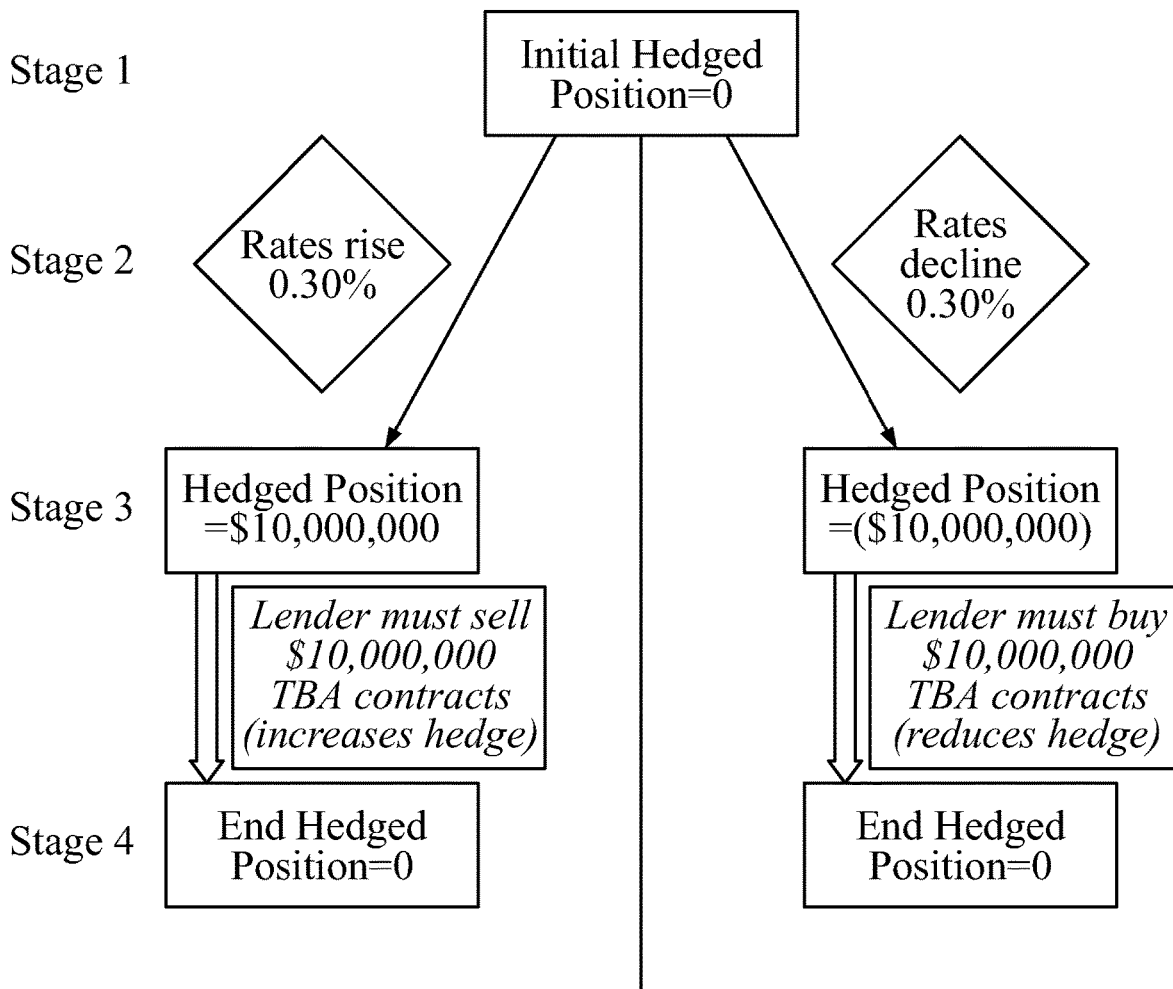 Stage 1
Initial Hedged
Position=0
Stage 2
Rates rise
0.30%
Rates
decline
0.30%
Stage 3
Hedged Position
=$10,000,000
Hedged Position
=($10,000,000)
Lender must sell
$10,000,000
TBA contracts
(increases hedge)
Lender must buy
$10,000,000
TBA contracts
(reduces hedge)
Stage 4
End Hedged
Position=0
End Hedged
Position=0